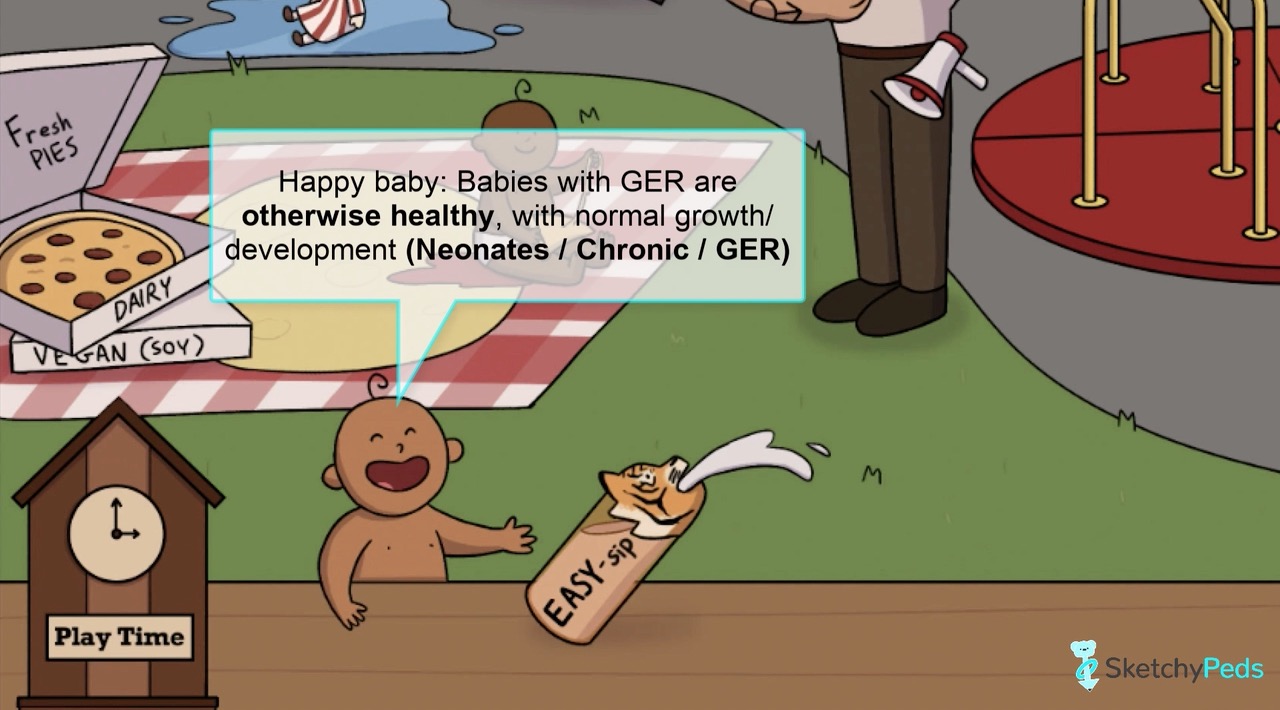 Fresh
PIES
Happy baby: Babies with GER are
otherwise healthy, with normal growth/
development (Neonates / Chronic / GER)
DAIRY
VEGAN (SOY)
EASY-sip
Play Time
SketchyPeds